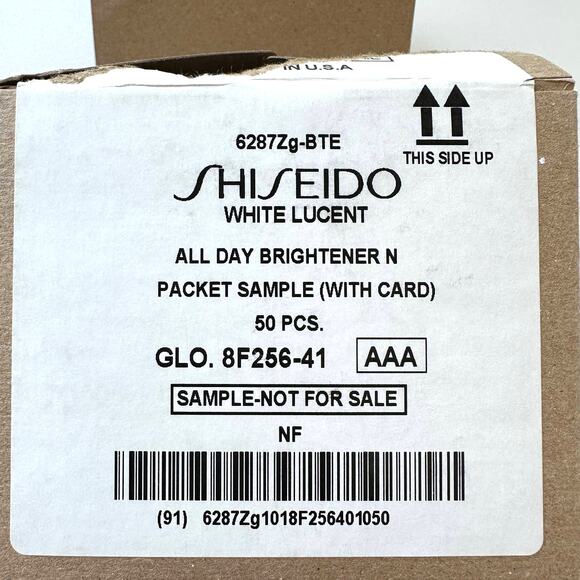 IN U.S.A
6287Zg-BTE
THIS SIDE UP
SHISEIDO
WHITE LUCENT
ALL DAY BRIGHTENER N
PACKET SAMPLE (WITH CARD)
50 PCS.
GLO. 8F256-41 AAA
SAMPLE-NOT FOR SALE
NF
(91) 6287Zg1018F256401050